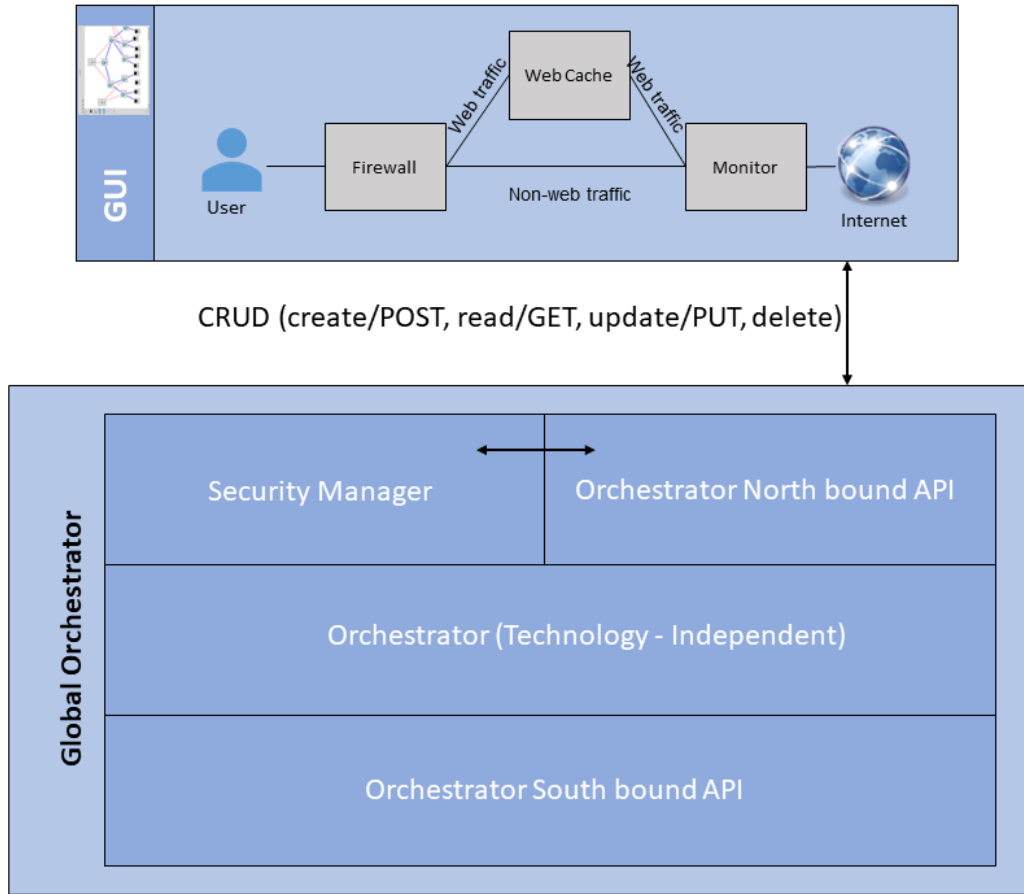 GUI
Web Cache
Web traffic
Web traffic
Firewall
Monitor
Non-web traffic
User
Internet
CRUD (create/POST, read/GET, update/PUT, delete)
Global Orchestrator
Security Manager
Orchestrator North bound API
Orchestrator (Technology - Independent)
Orchestrator South bound API